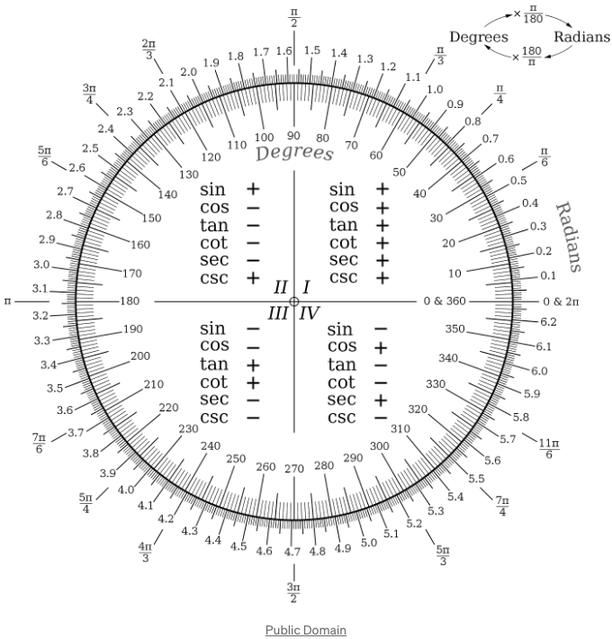 π/2
× π/180
Degrees Radians
× 180/π
2π/3
π/3
3π/4
π/4
5π/6
π/6
π
0 & 2π
7π/6
11π/6
5π/4
7π/4
4π/3
5π/3
3π/2
Radians
0.1
0.2
0.3
0.4
0.5
0.6
0.7
0.8
0.9
1.0
1.1
1.2
1.3
1.4
1.5
1.6
1.7
1.8
1.9
2.0
2.1
2.2
2.3
2.4
2.5
2.6
2.7
2.8
2.9
3.0
3.1
3.2
3.3
3.4
3.5
3.6
3.7
3.8
3.9
4.0
4.1
4.2
4.3
4.4
4.5
4.6
4.7
4.8
4.9
5.0
5.1
5.2
5.3
5.4
5.5
5.6
5.7
5.8
5.9
6.0
6.1
6.2
Degrees
0 & 360
10
20
30
40
50
60
70
80
90
100
110
120
130
140
150
160
170
180
190
200
210
220
230
240
250
260
270
280
290
300
310
320
330
340
350
sin +
cos −
tan −
cot −
sec −
csc +
II
sin +
cos +
tan +
cot +
sec +
csc +
I
III
sin −
cos −
tan +
cot +
sec −
csc −
IV
sin −
cos +
tan −
cot −
sec +
csc −
Public Domain